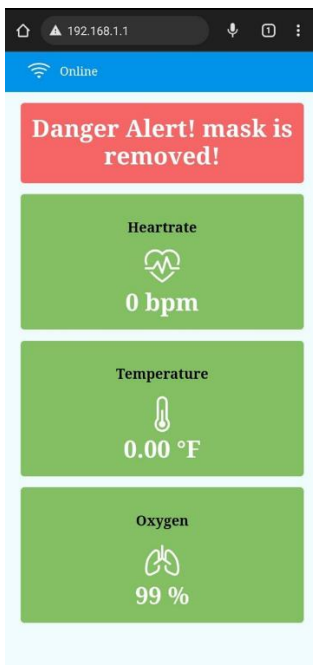 192.168.1.1
1
Online
Danger Alert! mask is
removed!
Heartrate
0 bpm
Temperature
0.00 °F
Oxygen
99 %